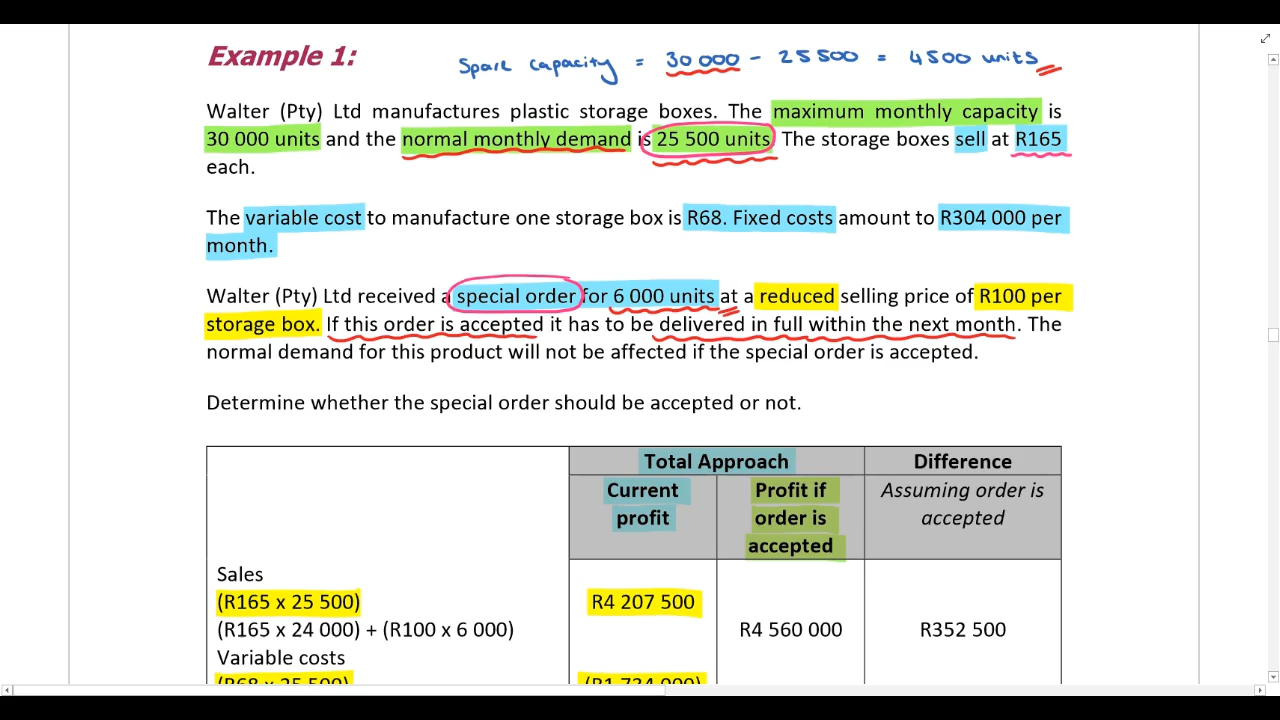 Example 1:
Spare capacity = 30 000 - 25 500 = 4 500 units
Walter (Pty) Ltd manufactures plastic storage boxes. The maximum monthly capacity is
30 000 units and the normal monthly demand is 25 500 units. The storage boxes sell at R165
each.
The variable cost to manufacture one storage box is R68. Fixed costs amount to R304 000 per
month.
Walter (Pty) Ltd received a special order for 6 000 units at a reduced selling price of R100 per
storage box. If this order is accepted it has to be delivered in full within the next month. The
normal demand for this product will not be affected if the special order is accepted.
Determine whether the special order should be accepted or not.
Total Approach Difference
Current Profit if Assuming order is
profit order is accepted
accepted
Sales
(R165 x 25 500) R4 207 500
(R165 x 24 000) + (R100 x 6 000) R4 560 000 R352 500
Variable costs
(R68 x 25 500) (R1 734 000)